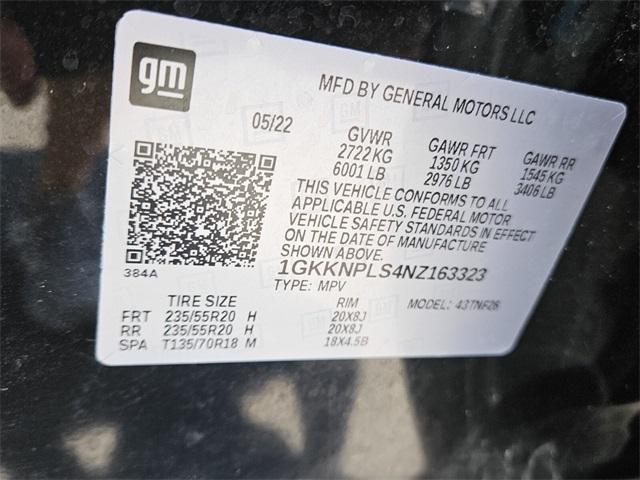 gm
MFD BY GENERAL MOTORS LLC
05/22
GVWR GAWR FRT GAWR RR
2722 KG 1350 KG 1545 KG
6001 LB 2976 LB 3406 LB
THIS VEHICLE CONFORMS TO ALL
APPLICABLE U.S. FEDERAL MOTOR
VEHICLE SAFETY STANDARDS IN EFFECT
ON THE DATE OF MANUFACTURE
SHOWN ABOVE.
384A
1GKKNPLS4NZ163323
TYPE: MPV
TIRE SIZE RIM MODEL: 43TNF26
FRT 235/55R20 H 20X8J
RR 235/55R20 H 20X8J
SPA T135/70R18 M 18X4.5B